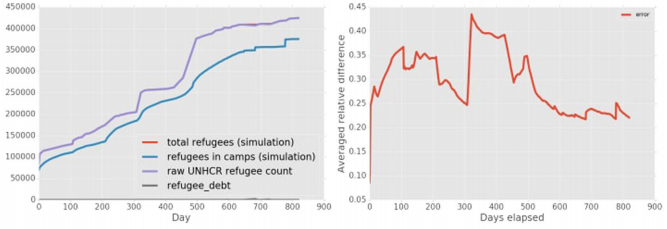 450000
400000
350000
300000
250000
200000
150000
100000
50000
0
0 100 200 300 400 500 600 700 800 900
Day
total refugees (simulation)
refugees in camps (simulation)
raw UNHCR refugee count
refugee_debt
0.45
0.40
0.35
0.30
0.25
0.20
0.15
0.10
0.05
0 100 200 300 400 500 600 700 800 900
Days elapsed
Averaged relative difference
error